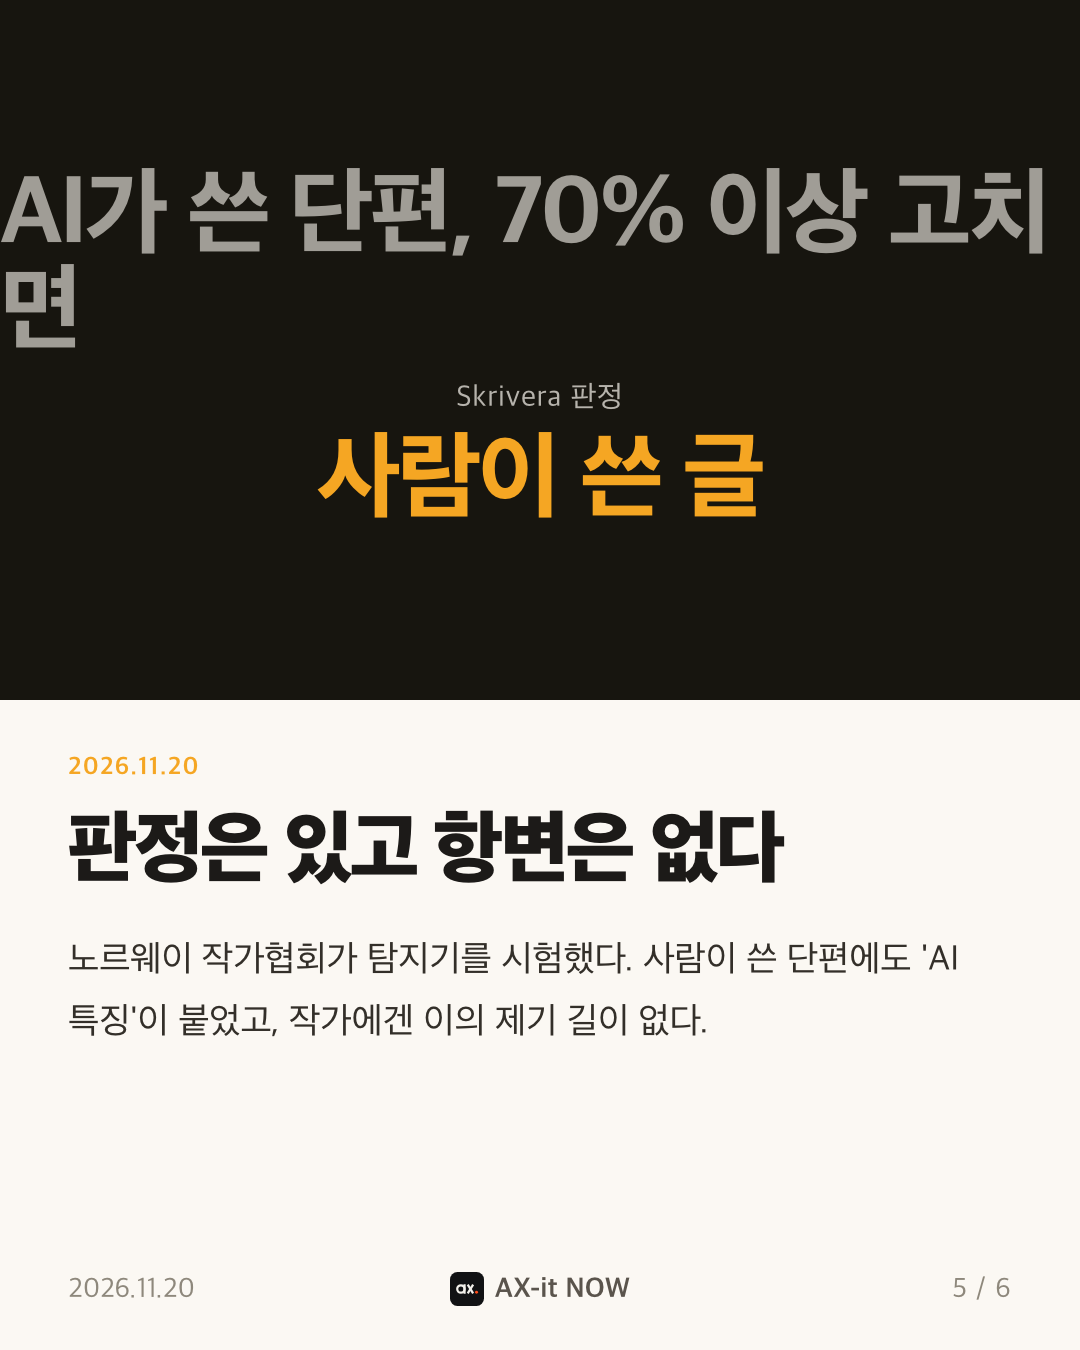 AI가 쓴 단편, 70% 이상 고치
면
Skrivera 판정
사람이 쓴 글
2026.11.20
판정은 있고 항변은 없다
노르웨이 작가협회가 탐지기를 시험했다. 사람이 쓴 단편에도 'AI
특징'이 붙었고, 작가에겐 이의 제기 길이 없다.
2026.11.20
ax. AX-it NOW
5 / 6